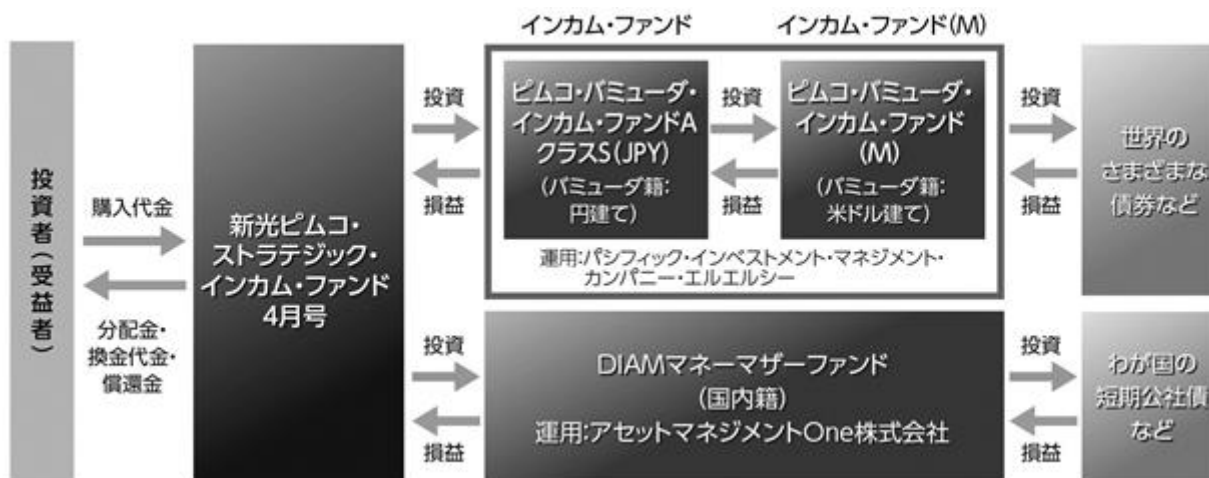 投資者(受益者)
購入代金
分配金・
換金代金・
償還金
新光ピムコ・
ストラテジック・
インカム・ファンド
4月号
投資
損益
インカム・ファンド
ピムコ・バミューダ・
インカム・ファンドA
クラスS(JPY)
(バミューダ籍:
円建て)
投資
損益
インカム・ファンド(M)
ピムコ・バミューダ・
インカム・ファンド
(M)
(バミューダ籍:
米ドル建て)
運用:パシフィック・インベストメント・マネジメント・
カンパニー・エルエルシー
投資
損益
世界の
さまざまな
債券など
投資
損益
DIAMマネーマザーファンド
(国内籍)
運用:アセットマネジメントOne株式会社
投資
損益
わが国の
短期公社債
など